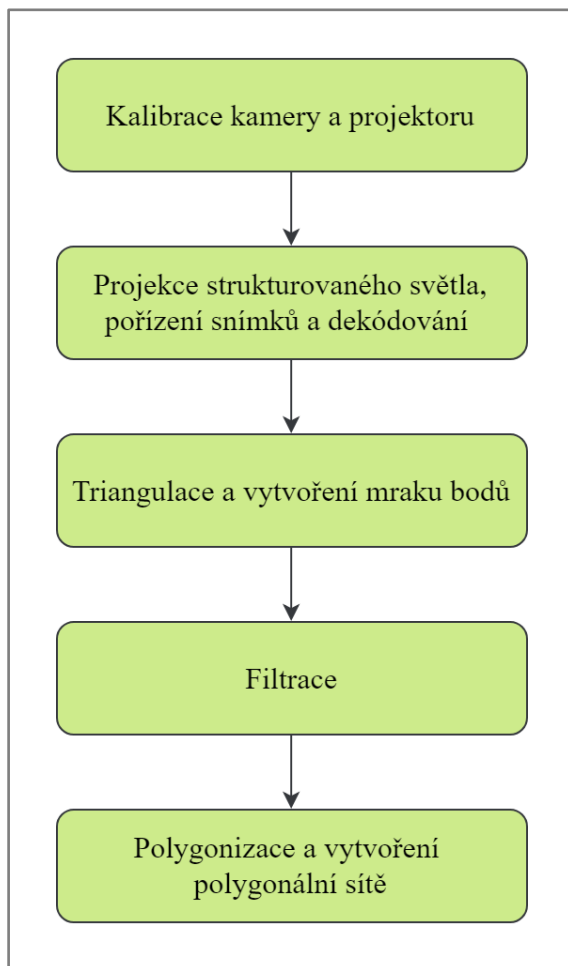 Kalibrace kamery a projektoru
Projekce strukturovaného světla,
pořízení snímků a dekódování
Triangulace a vytvoření mraku bodů
Filtrace
Polygonizace a vytvoření
polygonální sítě